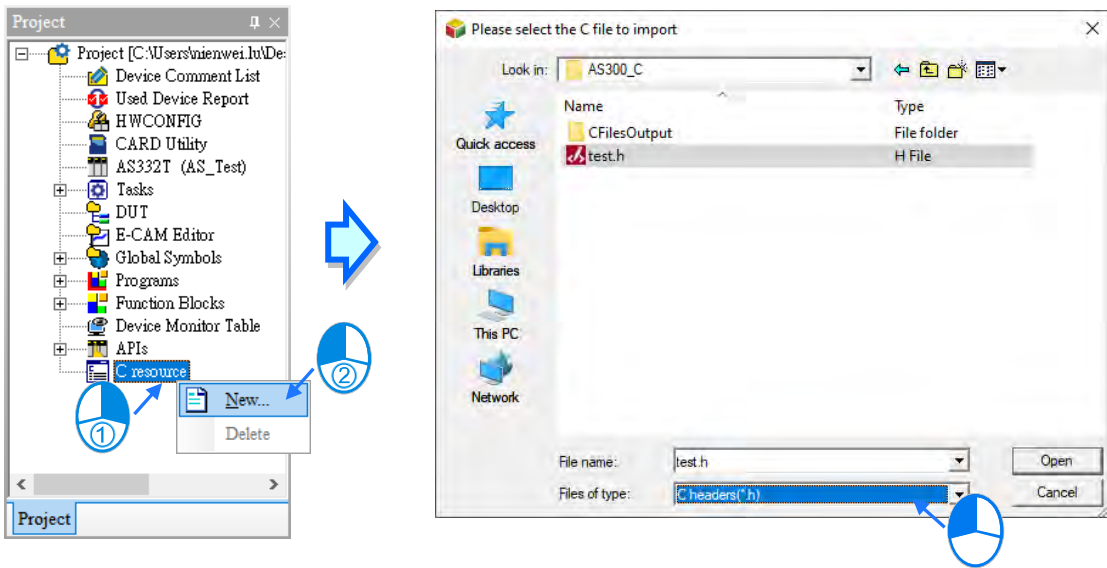 Project
Project [C:\Users\nienwei.lu\De:
Device Comment List
Used Device Report
HWCONFIG
CARD Utility
AS332T (AS_Test)
Tasks
DUT
E-CAM Editor
Global Symbols
Programs
Function Blocks
Device Monitor Table
APIs
C resource
New...
Delete
①
②
Project
Please select the C file to import
Look in:
AS300_C
Name
Type
CFilesOutput
File folder
test.h
H File
Quick access
Desktop
Libraries
This PC
Network
File name:
test.h
Open
Files of type:
C headers(*.h)
Cancel